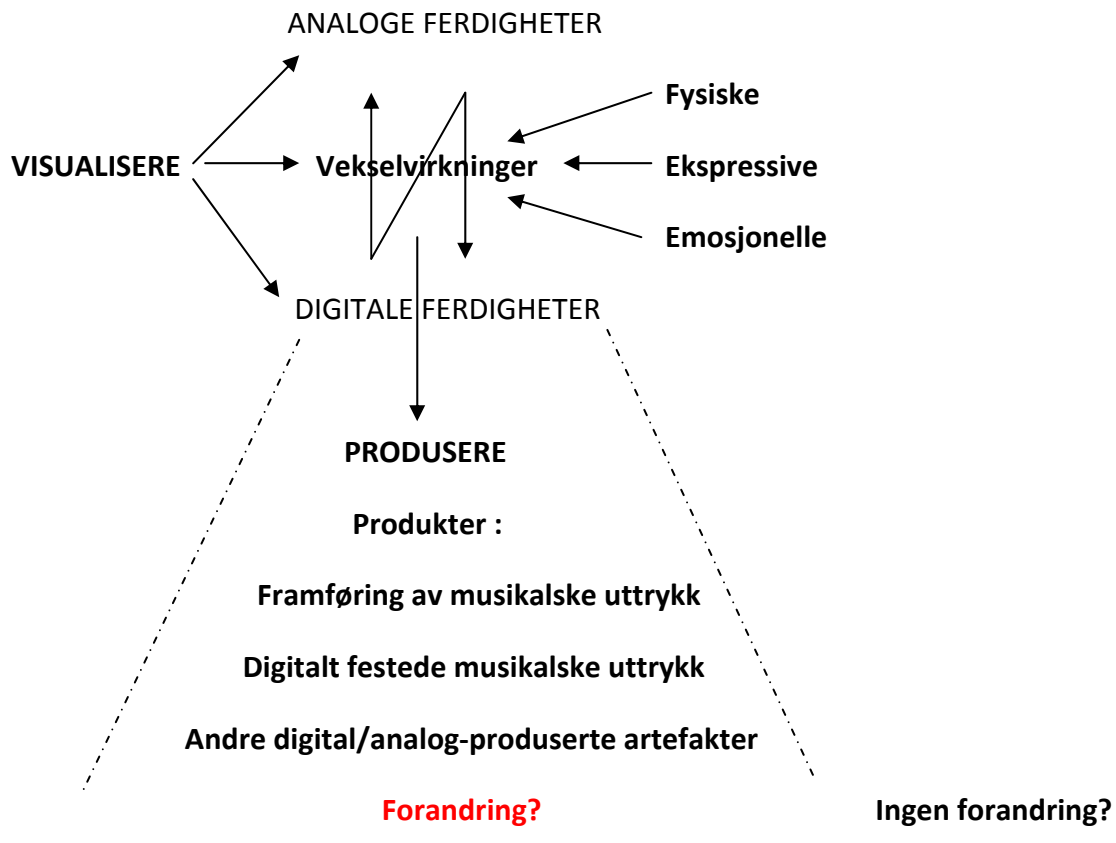 ANALOGE FERDIGHETER
Fysiske
VISUALISERE Vekselvirkninger Ekspressive
Emosjonelle
DIGITALE FERDIGHETER
PRODUSERE
Produkter :
Framføring av musikalske uttrykk
Digitalt festede musikalske uttrykk
Andre digital/analog-produserte artefakter
Forandring? Ingen forandring?